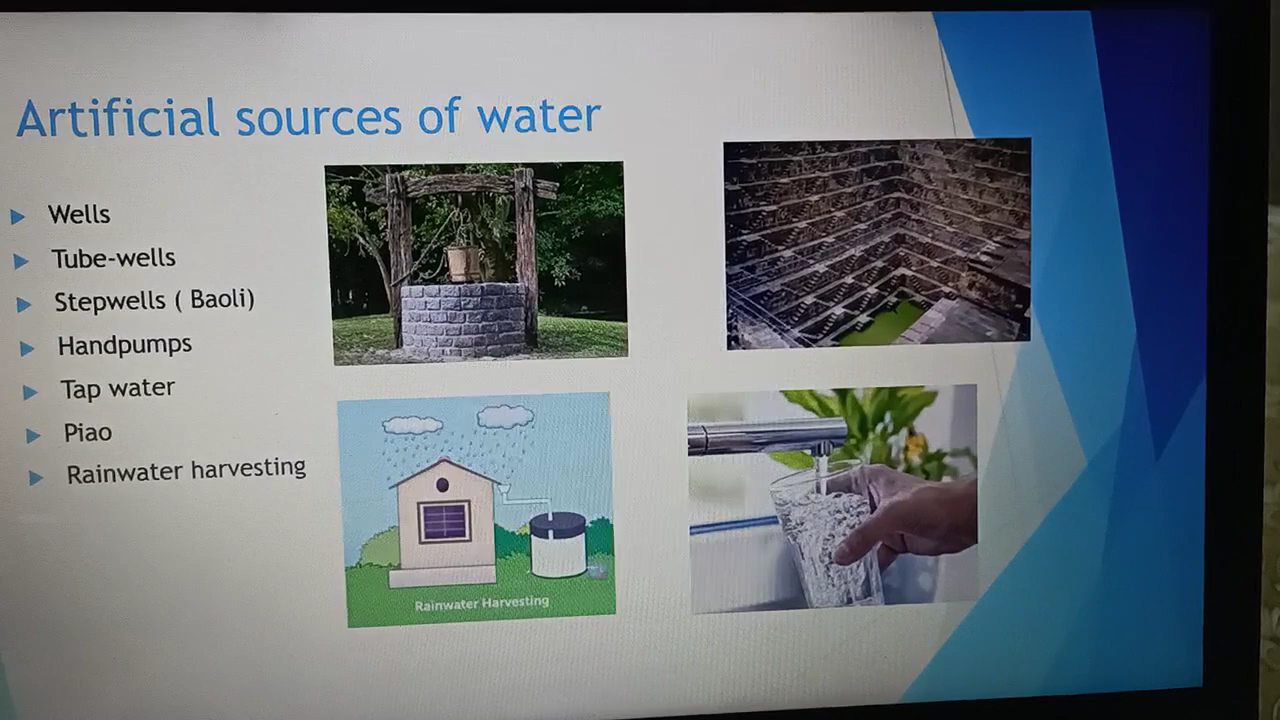 Artificial sources of water
Wells
Tube-wells
Stepwells ( Baoli)
Handpumps
Tap water
Piao
Rainwater harvesting
Rainwater Harvesting